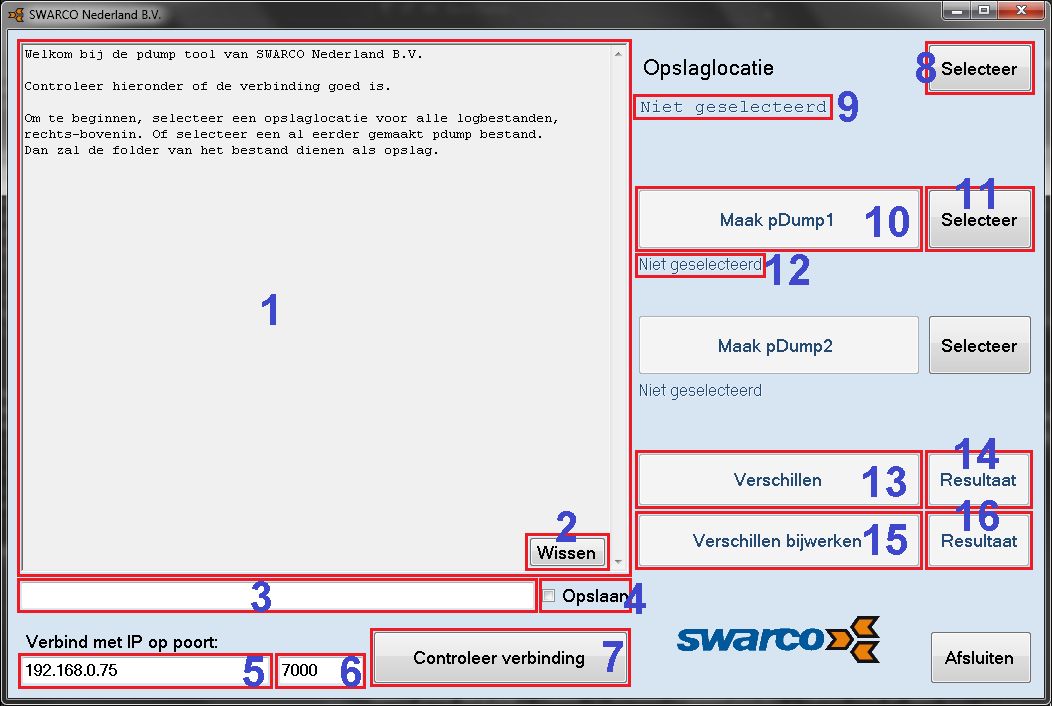 SWARCO Nederland B.V.
Welkom bij de pdump tool van SWARCO Nederland B.V.
Controleer hieronder of de verbinding goed is.
Om te beginnen, selecteer een opslaglocatie voor alle logbestanden,
rechts-bovenin. Of selecteer een al eerder gemaakt pdump bestand.
Dan zal de folder van het bestand dienen als opslag.
1
2
Wissen
3
Opslaan
4
Verbind met IP op poort:
192.168.0.75
5
7000
6
Controleer verbinding
7
Opslaglocatie
8
Selecteer
Niet geselecteerd
9
Maak pDump1
10
11
Selecteer
Niet geselecteerd
12
Maak pDump2
Selecteer
Niet geselecteerd
Verschillen
13
14
Resultaat
Verschillen bijwerken
15
16
Resultaat
swarco
Afsluiten